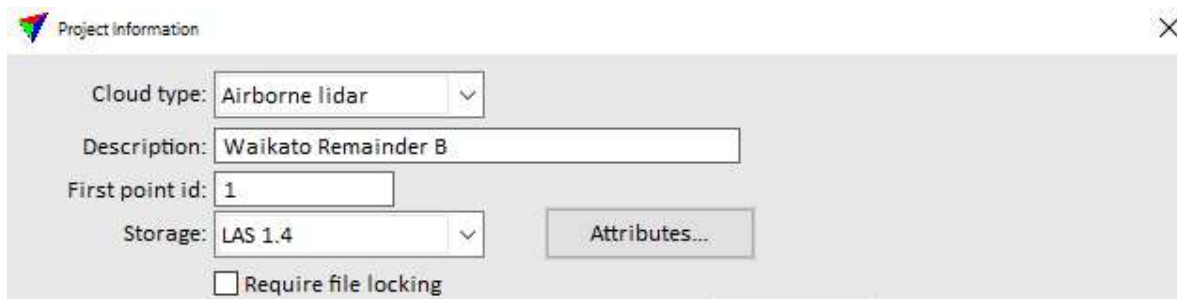 Project Information
Cloud type: Airborne lidar
Description: Waikato Remainder B
First point id: 1
Storage: LAS 1.4 Attributes...
Require file locking